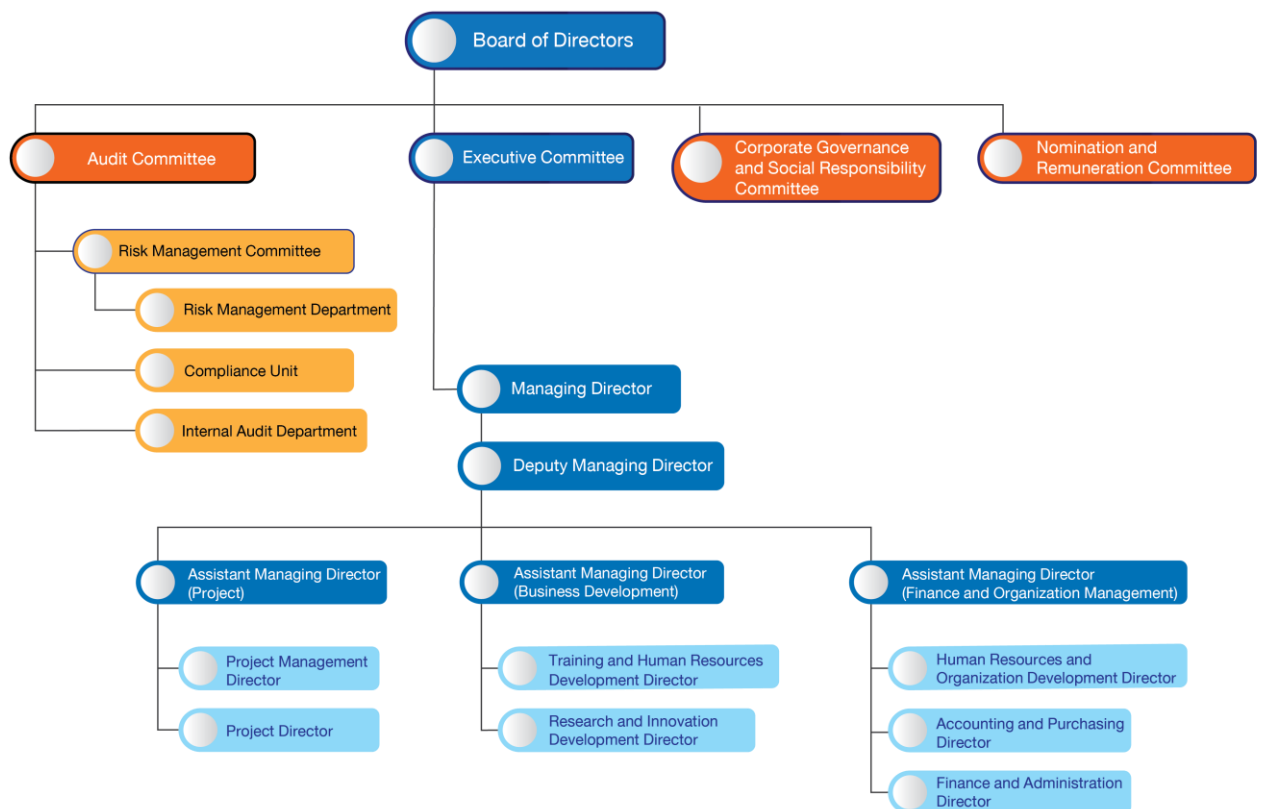 Board of Directors
Audit Committee
Executive Committee
Corporate Governance
and Social Responsibility
Committee
Nomination and
Remuneration Committee
Risk Management Committee
Risk Management Department
Compliance Unit
Internal Audit Department
Managing Director
Deputy Managing Director
Assistant Managing Director
(Project)
Assistant Managing Director
(Business Development)
Assistant Managing Director
(Finance and Organization Management)
Project Management
Director
Project Director
Training and Human Resources
Development Director
Research and Innovation
Development Director
Human Resources and
Organization Development Director
Accounting and Purchasing
Director
Finance and Administration
Director